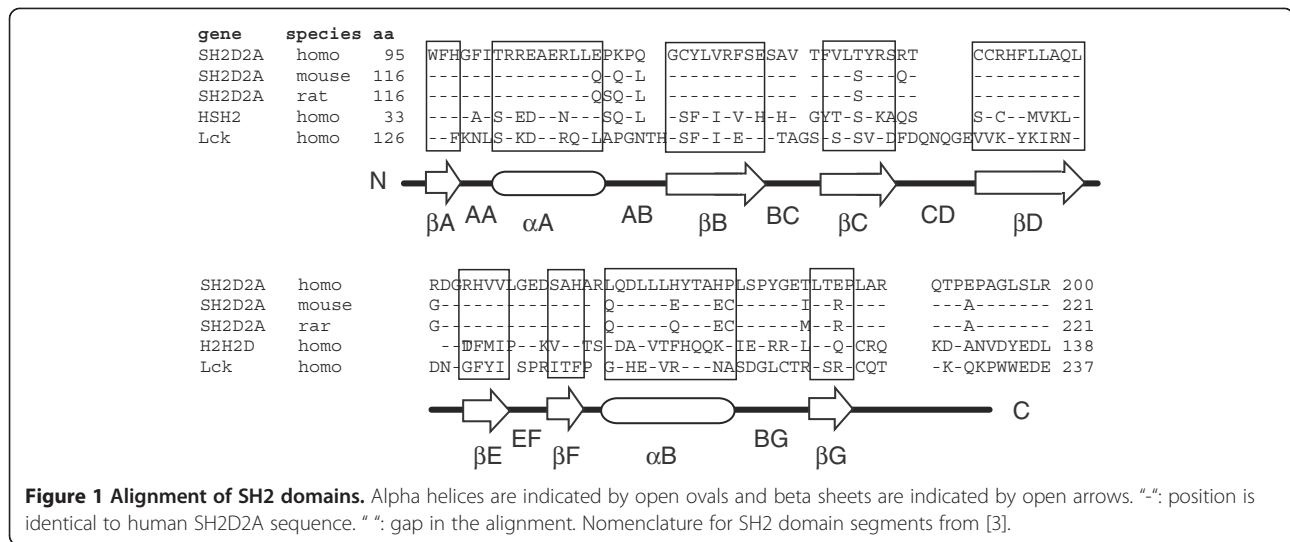 gene species aa
SH2D2A homo 95 WFHGFITRREAERLLEPKPQ GCYLVRFSESAV TFVLTYRSRT CCRHFLLAQL
SH2D2A mouse 116 ----------------Q-Q-L ------------ -----S---Q- ----------
SH2D2A rat 116 ----------------QSQ-L ------------ -----S----- ----------
HSH2 homo 33 ----A-S-ED--N---SQ-L -SF-I-V-H-H- GYT-S-KAQS S-C--MVKL-
Lck homo 126 --FKNLS-KD--RQ-LAPGNTH-SF-I-E---TAGS-S-SV-DFDQNQGEVVK-YKIRN-
N
AA AB BC CD
βA αA βB βC βD
SH2D2A homo RDGRHVVLGEDSAHARLQDLLLHYTAHPLSPYGETLTEPLAR QTPEPAGLSLR 200
SH2D2A mouse G---------------Q-----E---EC------I--R---- ----A------ 221
SH2D2A rar G---------------Q-----Q---EC------M--R---- ----A------ 221
H2H2D homo --TDFMIP--KV--TS-DA-VTFHQQK-IE-RR-L--Q-CRQ KD-ANVDYEDL 138
Lck homo DN-GFYI SPRITFP G-HE-VR---NASDGLCTR-SR-CQT -K-QKPWWEDE 237
C
EF BG
βE βF αB βG
Figure 1 Alignment of SH2 domains. Alpha helices are indicated by open ovals and beta sheets are indicated by open arrows. "-": position is
identical to human SH2D2A sequence. " ": gap in the alignment. Nomenclature for SH2 domain segments from [3].